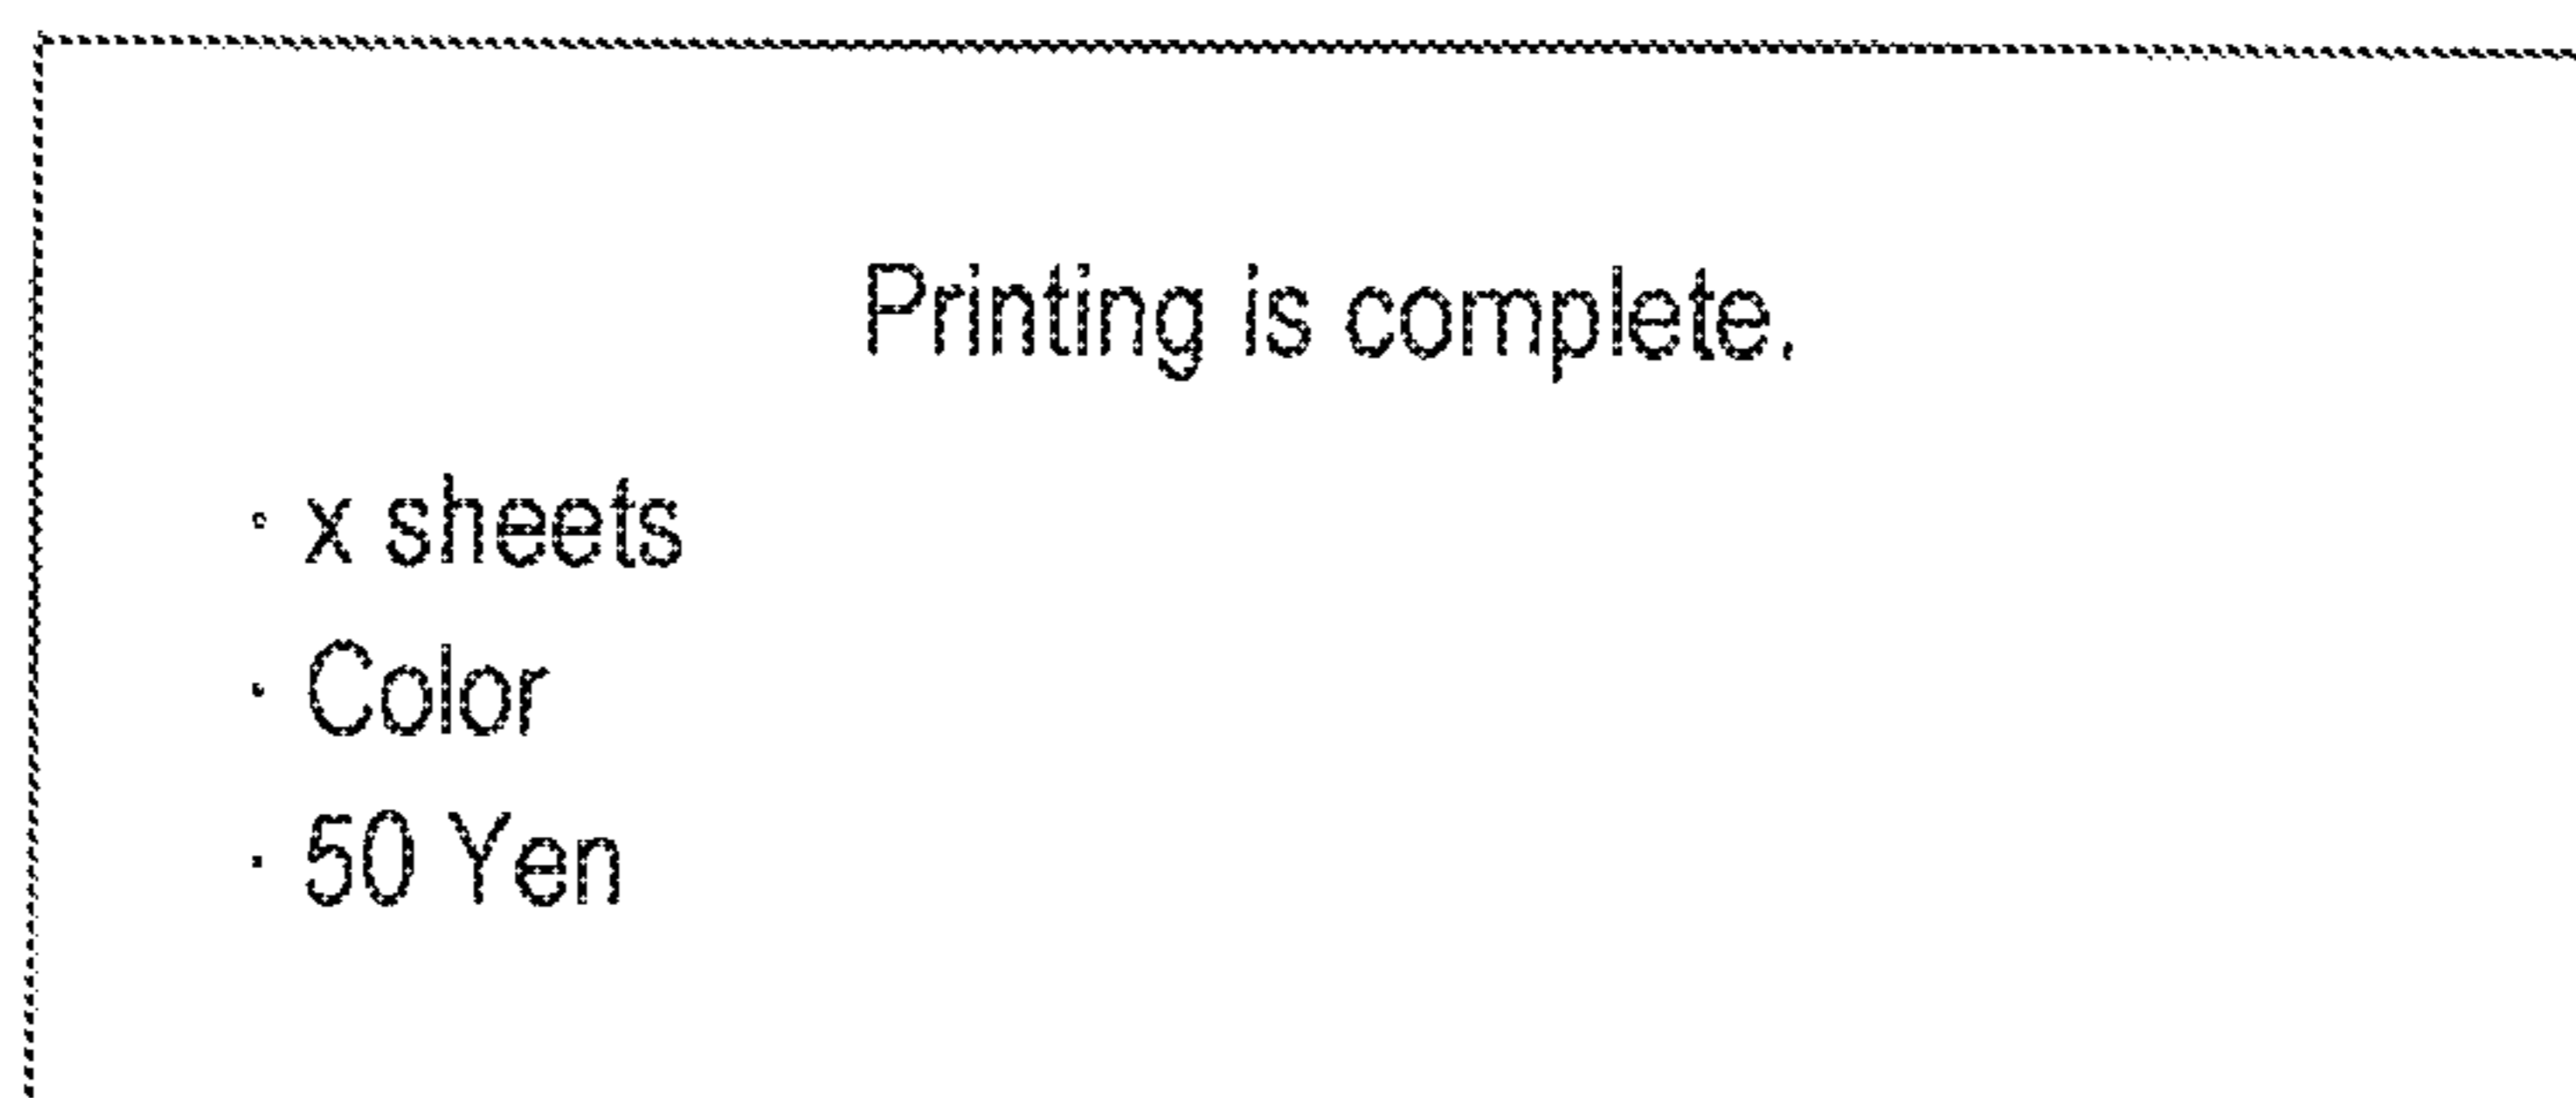 Printing is complete.
· x sheets
· Color
· 50 Yen